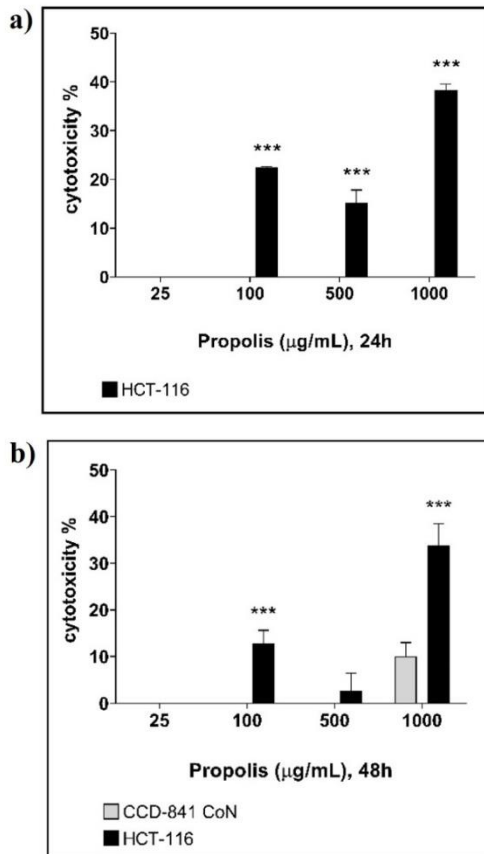 a)
50
40
30
20
10
0
cytotoxicity %
***
***
***
25 100 500 1000
Propolis (μg/mL), 24h
HCT-116
b)
50
40
30
20
10
0
cytotoxicity %
***
***
25 100 500 1000
Propolis (μg/mL), 48h
CCD-841 CoN
HCT-116